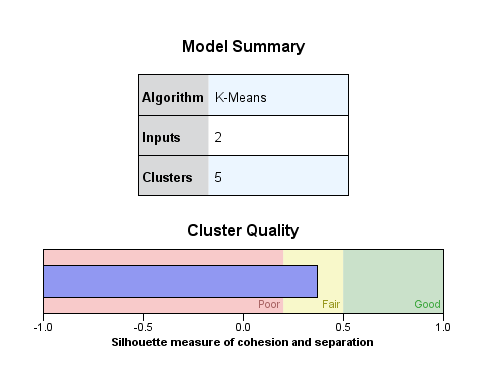 Model Summary
Algorithm K-Means
Inputs 2
Clusters 5
Cluster Quality
Poor Fair Good
-1.0 -0.5 0.0 0.5 1.0
Silhouette measure of cohesion and separation